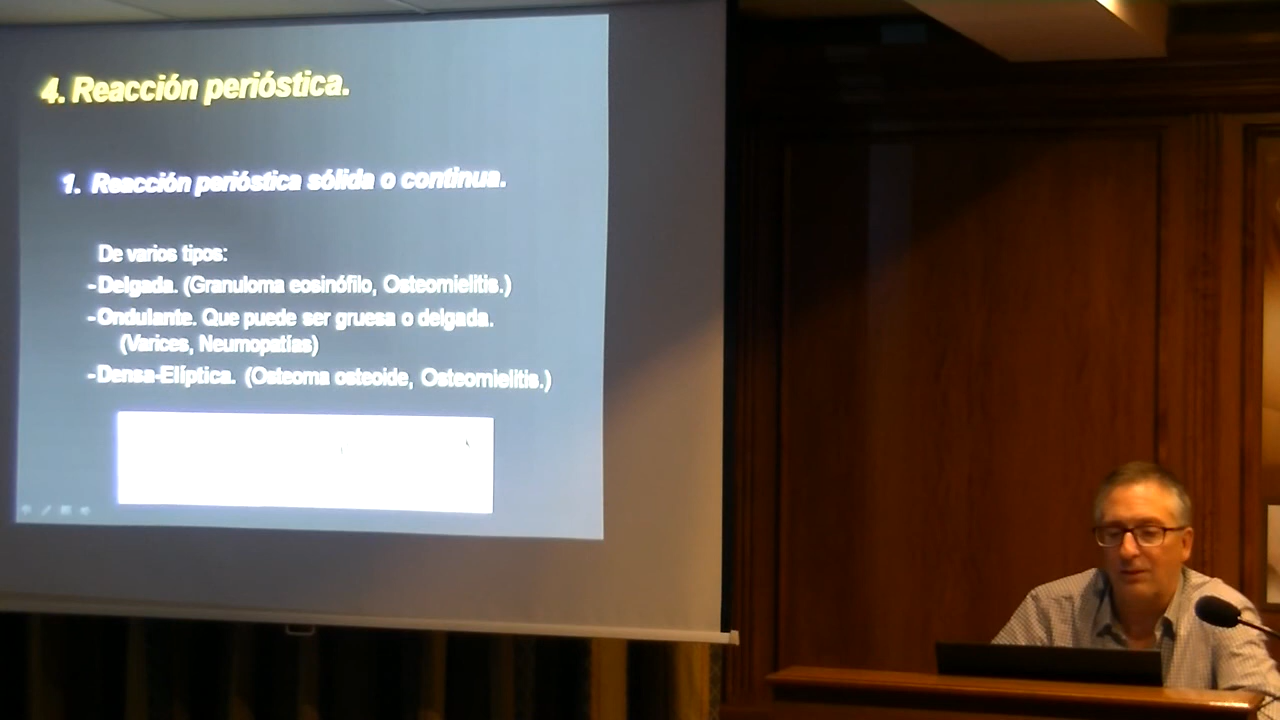 4. Reacción perióstica.
1. Reacción perióstica sólida o continua.
De varios tipos:
-Delgada. (Granuloma eosinófilo, Osteomielitis.)
-Ondulante. Que puede ser gruesa o delgada.
(Varices, Neumopatías)
-Densa-Elíptica. (Osteoma osteoide, Osteomielitis.)